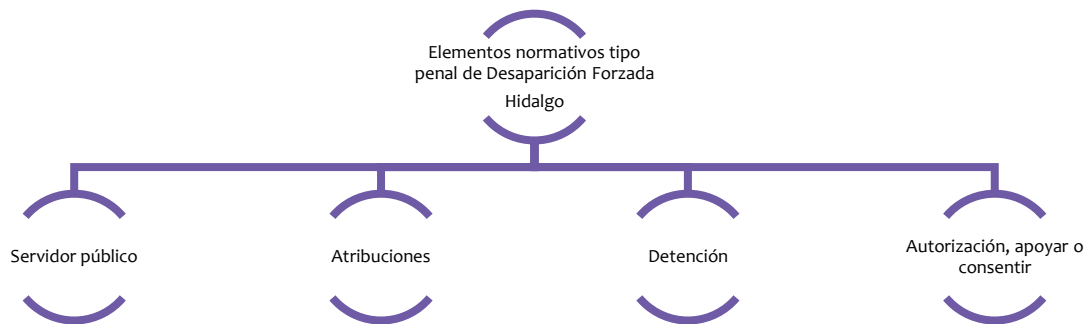 Elementos normativos tipo
penal de Desaparición Forzada
Hidalgo
Servidor público
Atribuciones
Detención
Autorización, apoyar o
consentir